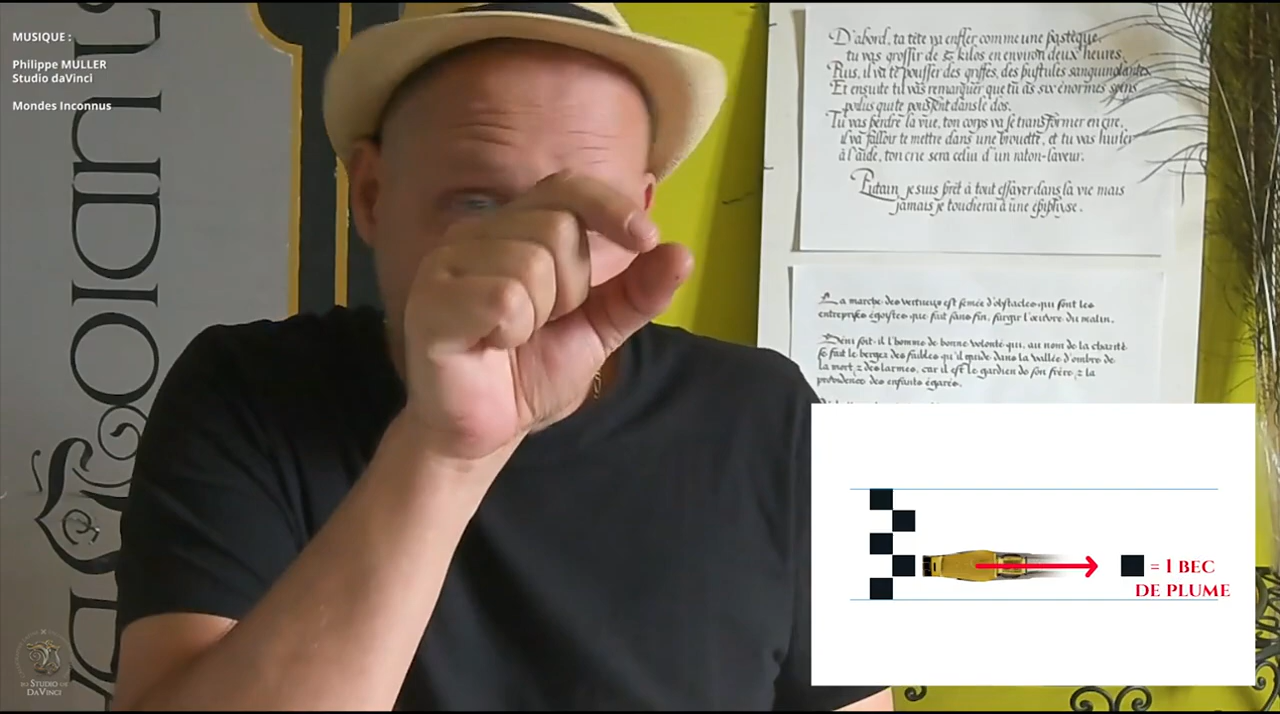 MUSIQUE :
Philippe MULLER
Studio daVinci
Mondes Inconnus
D'abord, ta tête va enfler comme une pastèque,
tu vas grossir de kilos en environ deux heures,
Puis, il va te pousser des griffes, des pustules sanguinolantes
Et ensuite tu vas remarquer que tu as six énormes seins
poilus qui te poussent dans le dos.
Tu vas perdre la vue, ton corps va se transformer en cire,
il va falloir te mettre dans une brouette, et tu vas hurler
à l'aide, ton crie sera celui d'un raton-laveur.
Putain je suis prêt à tout essayer dans la vie mais
jamais je toucherai à une épiphyse.
La marche des vertueux est semée d'obstacles qui sont les
entreprises égoïstes que fait sans fin, surgir l'œuvre du malin.
Béni soit-il l'homme de bonne volonté qui, au nom de la charité
se fait le berger des faibles qu'il guide dans la vallée d'ombre de
la mort & des larmes, car il est le gardien de son frère & la
providence des enfants égarés.
STUDIO
= 1 BEC
DE PLUME
STUDIO
DAVINCI